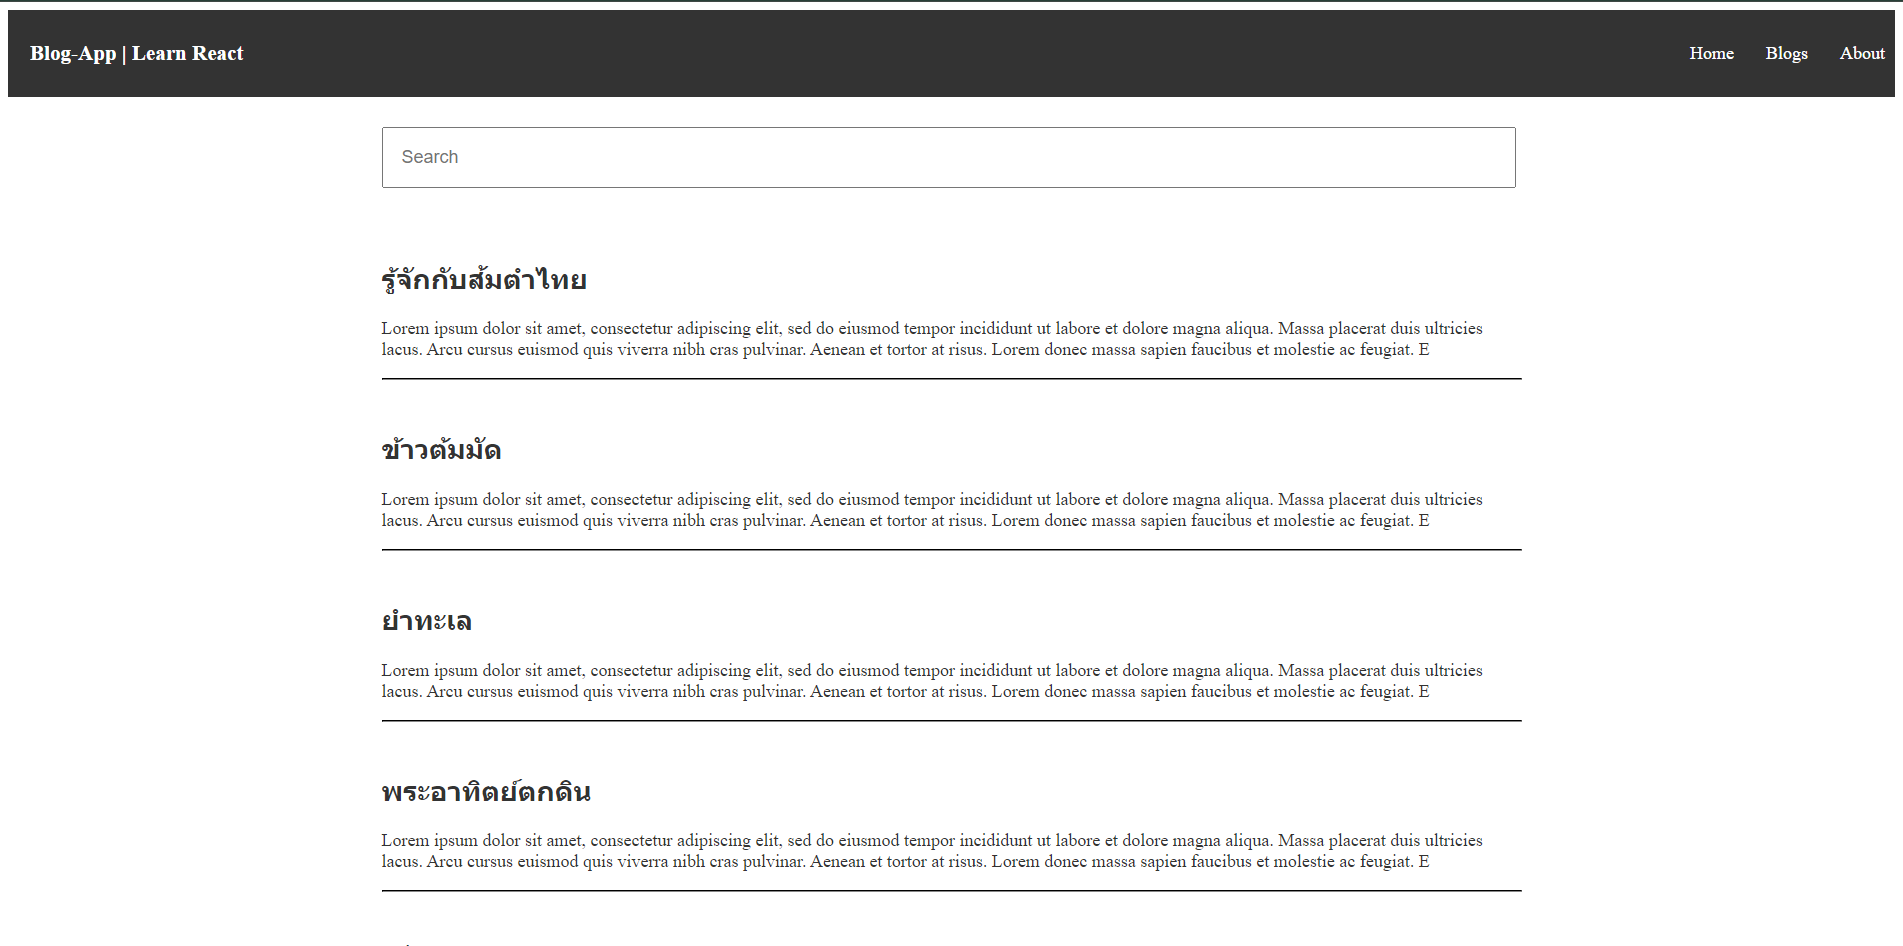 Blog-App | Learn React
Home Blogs About
Search
รู้จักกับส้มตำไทย
Lorem ipsum dolor sit amet, consectetur adipiscing elit, sed do eiusmod tempor incididunt ut labore et dolore magna aliqua. Massa placerat duis ultricies
lacus. Arcu cursus euismod quis viverra nibh cras pulvinar. Aenean et tortor at risus. Lorem donec massa sapien faucibus et molestie ac feugiat. E
ข้าวต้มมัด
Lorem ipsum dolor sit amet, consectetur adipiscing elit, sed do eiusmod tempor incididunt ut labore et dolore magna aliqua. Massa placerat duis ultricies
lacus. Arcu cursus euismod quis viverra nibh cras pulvinar. Aenean et tortor at risus. Lorem donec massa sapien faucibus et molestie ac feugiat. E
ยำทะเล
Lorem ipsum dolor sit amet, consectetur adipiscing elit, sed do eiusmod tempor incididunt ut labore et dolore magna aliqua. Massa placerat duis ultricies
lacus. Arcu cursus euismod quis viverra nibh cras pulvinar. Aenean et tortor at risus. Lorem donec massa sapien faucibus et molestie ac feugiat. E
พระอาทิตย์ตกดิน
Lorem ipsum dolor sit amet, consectetur adipiscing elit, sed do eiusmod tempor incididunt ut labore et dolore magna aliqua. Massa placerat duis ultricies
lacus. Arcu cursus euismod quis viverra nibh cras pulvinar. Aenean et tortor at risus. Lorem donec massa sapien faucibus et molestie ac feugiat. E